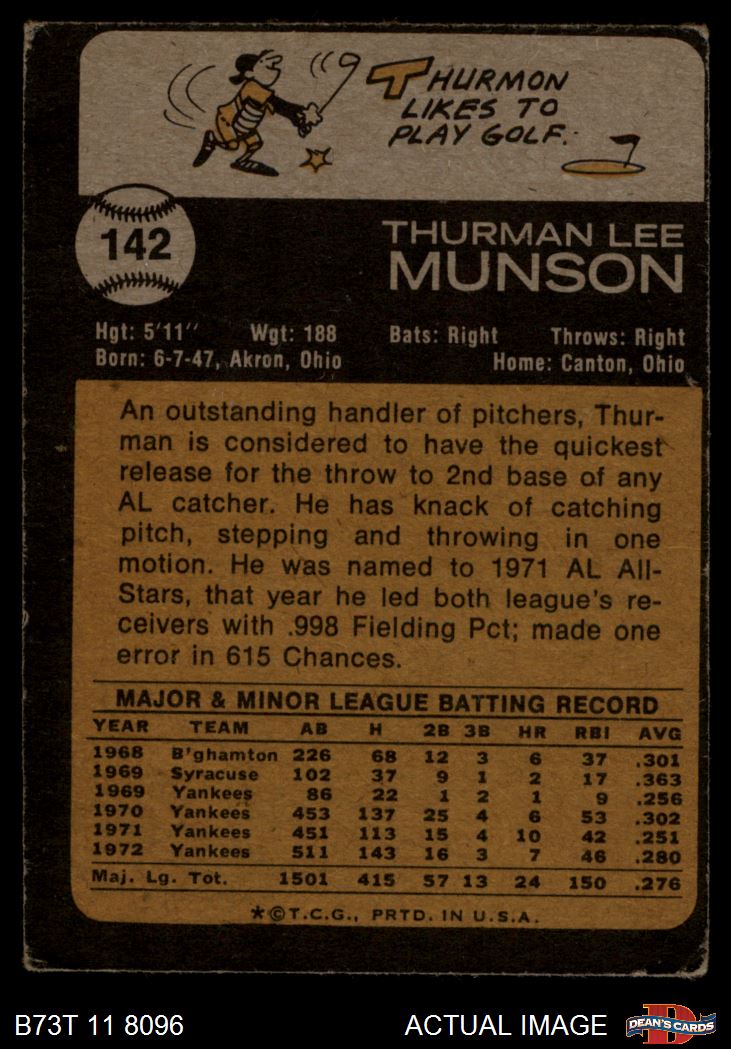 THURMON
LIKES TO
PLAY GOLF.
142
THURMAN LEE
MUNSON
Hgt: 5'11" Wgt: 188 Bats: Right Throws: Right
Born: 6-7-47, Akron, Ohio Home: Canton, Ohio
An outstanding handler of pitchers, Thur-
man is considered to have the quickest
release for the throw to 2nd base of any
AL catcher. He has knack of catching
pitch, stepping and throwing in one
motion. He was named to 1971 AL All-
Stars, that year he led both league's re-
ceivers with .998 Fielding Pct; made one
error in 615 Chances.
MAJOR & MINOR LEAGUE BATTING RECORD
YEAR TEAM AB H 2B 3B HR RBI AVG
1968 B'ghamton 226 68 12 3 6 37 .301
1969 Syracuse 102 37 9 1 2 17 .363
1969 Yankees 86 22 1 2 1 9 .256
1970 Yankees 453 137 25 4 6 53 .302
1971 Yankees 451 113 15 4 10 42 .251
1972 Yankees 511 143 16 3 7 46 .280
Maj. Lg. Tot. 1501 415 57 13 24 150 .276
*©T.C.G., PRTD. IN U.S.A.
B73T 11 8096 ACTUAL IMAGE D DEAN'S CARDS